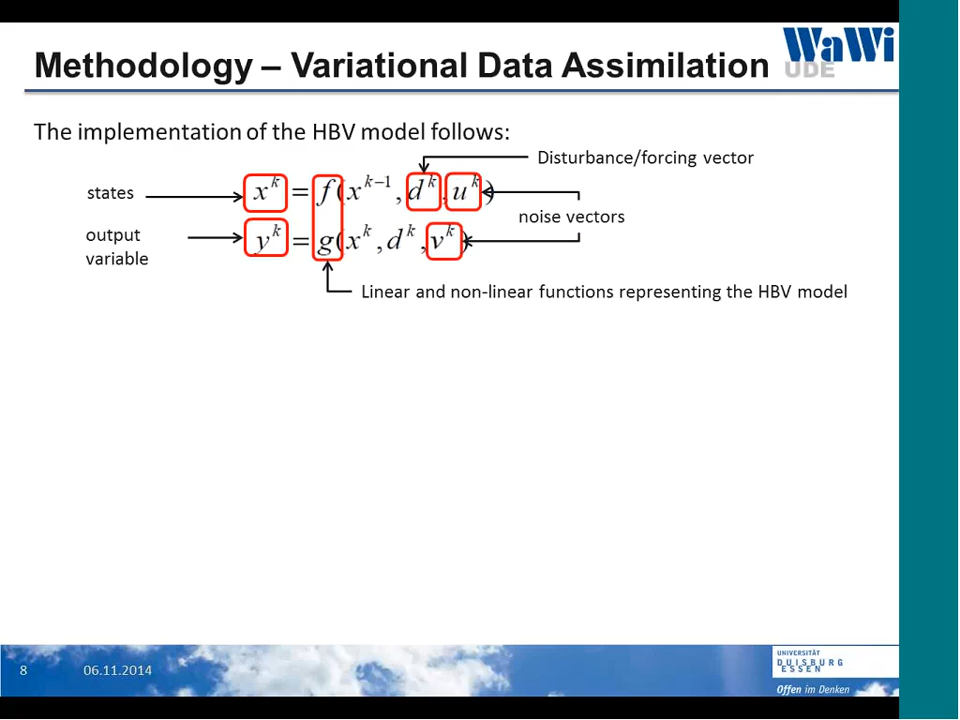 Methodology – Variational Data Assimilation
WaWi
UDE
The implementation of the HBV model follows:
Disturbance/forcing vector
states
x^k = f(x^{k−1}, d^k, u^k)
noise vectors
output
variable
y^k = g(x^k, d^k, v^k)
Linear and non-linear functions representing the HBV model
8
06.11.2014
UNIVERSITÄT
DUISBURG
ESSEN
Offen im Denken